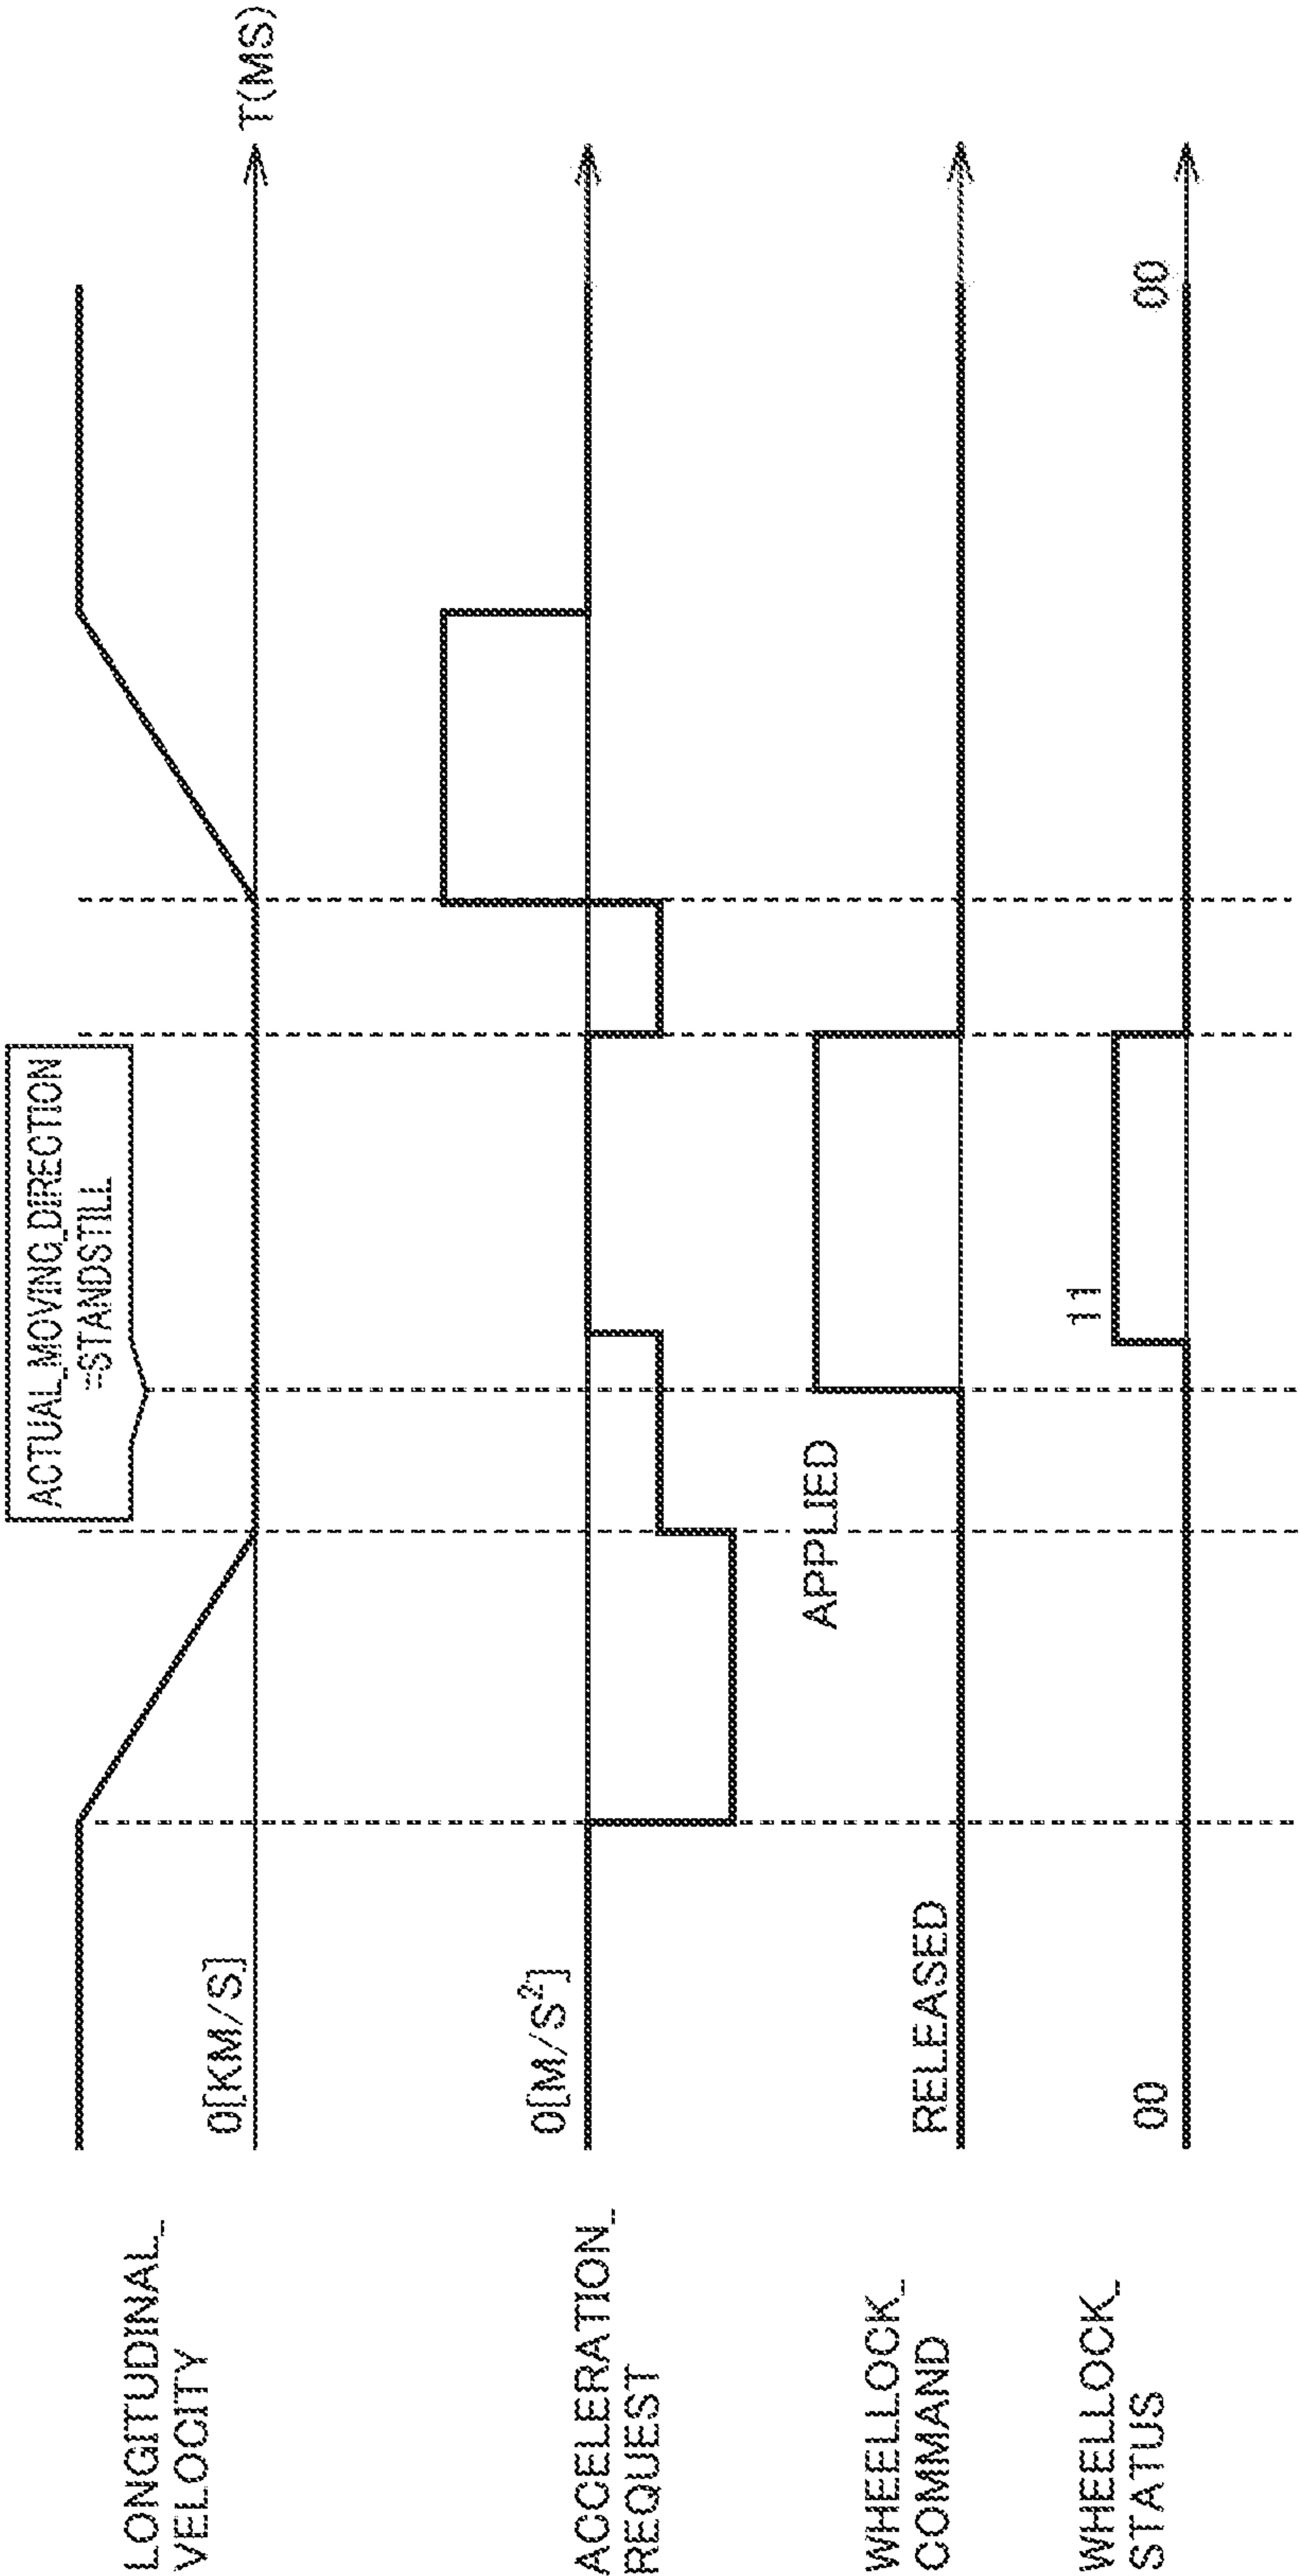 ACTUAL_MOVING_DIRECTION
=STANDSTILL
LONGITUDINAL_
VELOCITY
0[KM/S]
T(MS)
ACCELERATION_
REQUEST
0[M/S²]
WHEELLOCK_
COMMAND
RELEASED
APPLIED
WHEELLOCK_
STATUS
00
11
00